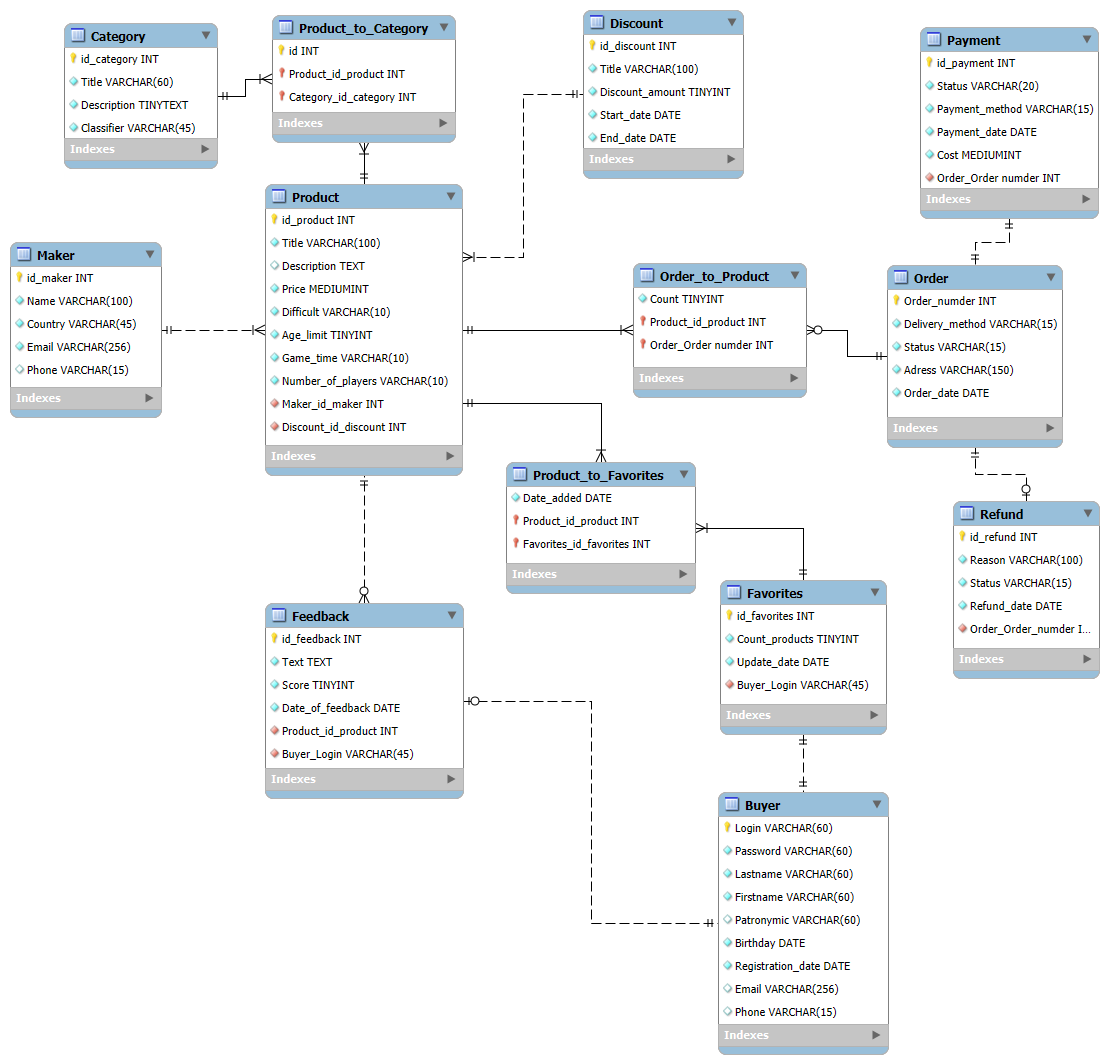 Category
id_category INT
Title VARCHAR(60)
Description TINYTEXT
Classifier VARCHAR(45)
Indexes
Product_to_Category
id INT
Product_id_product INT
Category_id_category INT
Indexes
Discount
id_discount INT
Title VARCHAR(100)
Discount_amount TINYINT
Start_date DATE
End_date DATE
Indexes
Payment
id_payment INT
Status VARCHAR(20)
Payment_method VARCHAR(15)
Payment_date DATE
Cost MEDIUMINT
Order_Order numder INT
Indexes
Maker
id_maker INT
Name VARCHAR(100)
Country VARCHAR(45)
Email VARCHAR(256)
Phone VARCHAR(15)
Indexes
Product
id_product INT
Title VARCHAR(100)
Description TEXT
Price MEDIUMINT
Difficult VARCHAR(10)
Age_limit TINYINT
Game_time VARCHAR(10)
Number_of_players VARCHAR(10)
Maker_id_maker INT
Discount_id_discount INT
Indexes
Order_to_Product
Count TINYINT
Product_id_product INT
Order_Order numder INT
Indexes
Order
Order_numder INT
Delivery_method VARCHAR(15)
Status VARCHAR(15)
Adress VARCHAR(150)
Order_date DATE
Indexes
Product_to_Favorites
Date_added DATE
Product_id_product INT
Favorites_id_favorites INT
Indexes
Refund
id_refund INT
Reason VARCHAR(100)
Status VARCHAR(15)
Refund_date DATE
Order_Order_numder I...
Indexes
Feedback
id_feedback INT
Text TEXT
Score TINYINT
Date_of_feedback DATE
Product_id_product INT
Buyer_Login VARCHAR(45)
Indexes
Favorites
id_favorites INT
Count_products TINYINT
Update_date DATE
Buyer_Login VARCHAR(45)
Indexes
Buyer
Login VARCHAR(60)
Password VARCHAR(60)
Lastname VARCHAR(60)
Firstname VARCHAR(60)
Patronymic VARCHAR(60)
Birthday DATE
Registration_date DATE
Email VARCHAR(256)
Phone VARCHAR(15)
Indexes